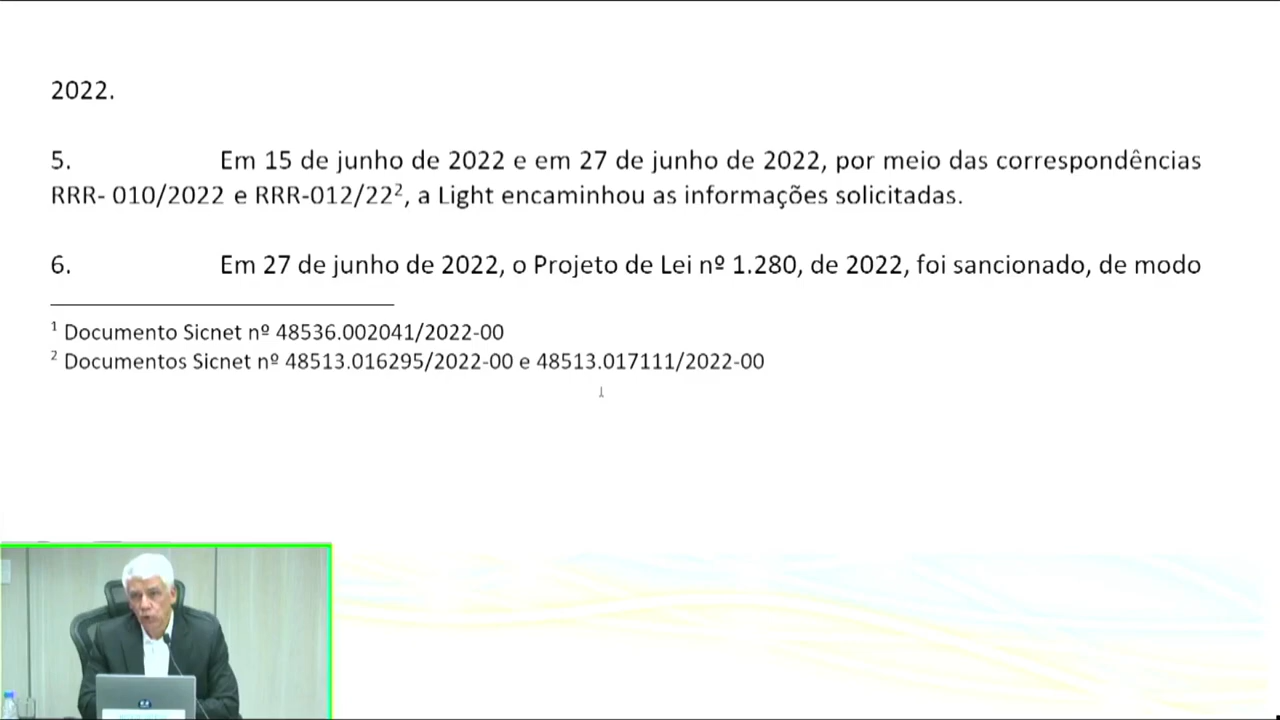 2022.
5. Em 15 de junho de 2022 e em 27 de junho de 2022, por meio das correspondências
RRR- 010/2022 e RRR-012/22², a Light encaminhou as informações solicitadas.
6. Em 27 de junho de 2022, o Projeto de Lei nº 1.280, de 2022, foi sancionado, de modo
¹ Documento Sicnet nº 48536.002041/2022-00
² Documentos Sicnet nº 48513.016295/2022-00 e 48513.017111/2022-00